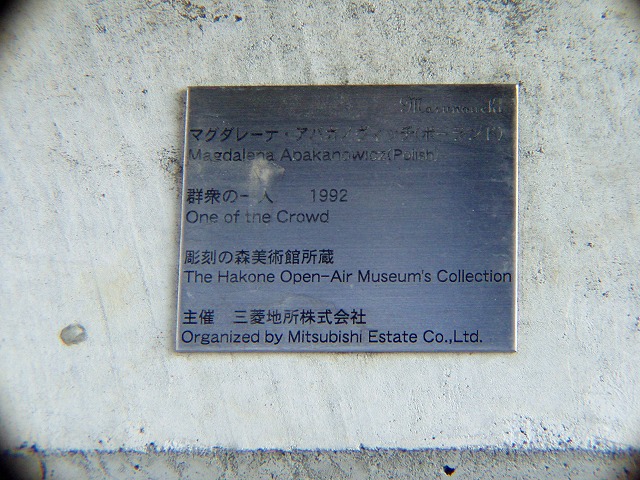 Marunouchi
マグダレーナ・アバカノヴィッチ(ポーランド)
Magdalena Apakanowicz(Polish)
群衆の一人 1992
One of the Crowd
彫刻の森美術館所蔵
The Hakone Open-Air Museum's Collection
主催 三菱地所株式会社
Organized by Mitsubishi Estate Co.,Ltd.